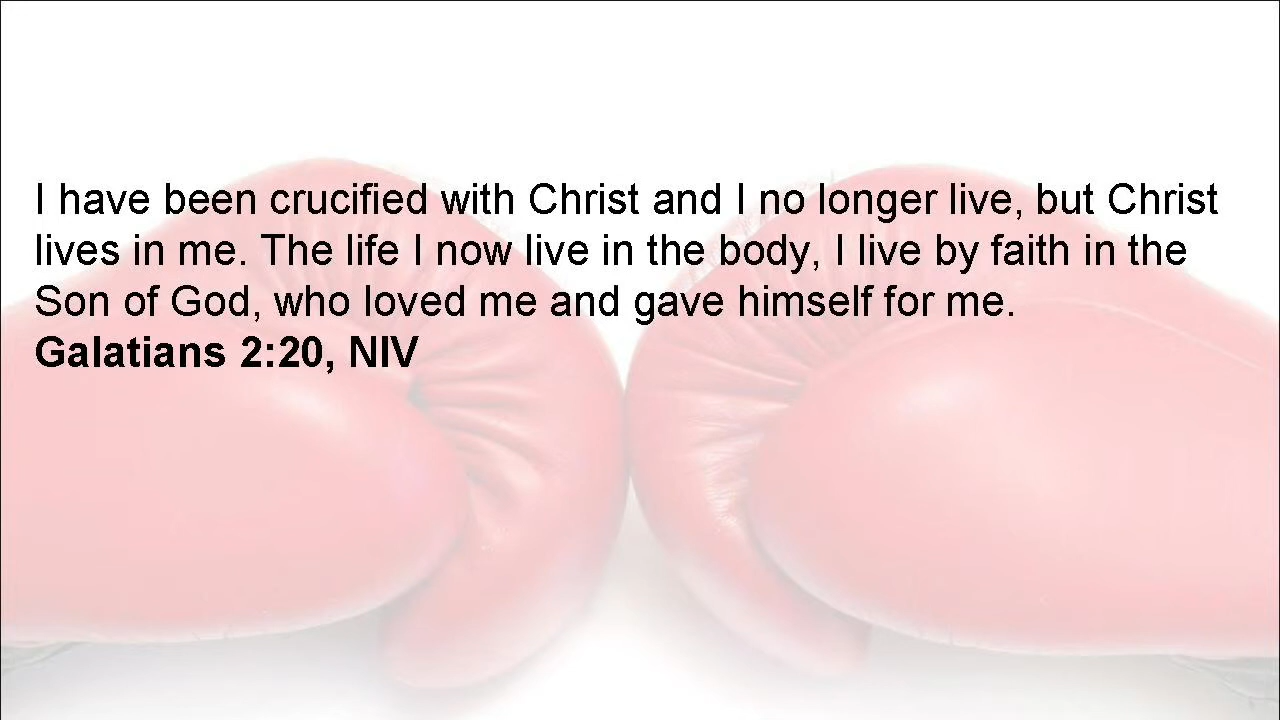 I have been crucified with Christ and I no longer live, but Christ
lives in me. The life I now live in the body, I live by faith in the
Son of God, who loved me and gave himself for me.
Galatians 2:20, NIV